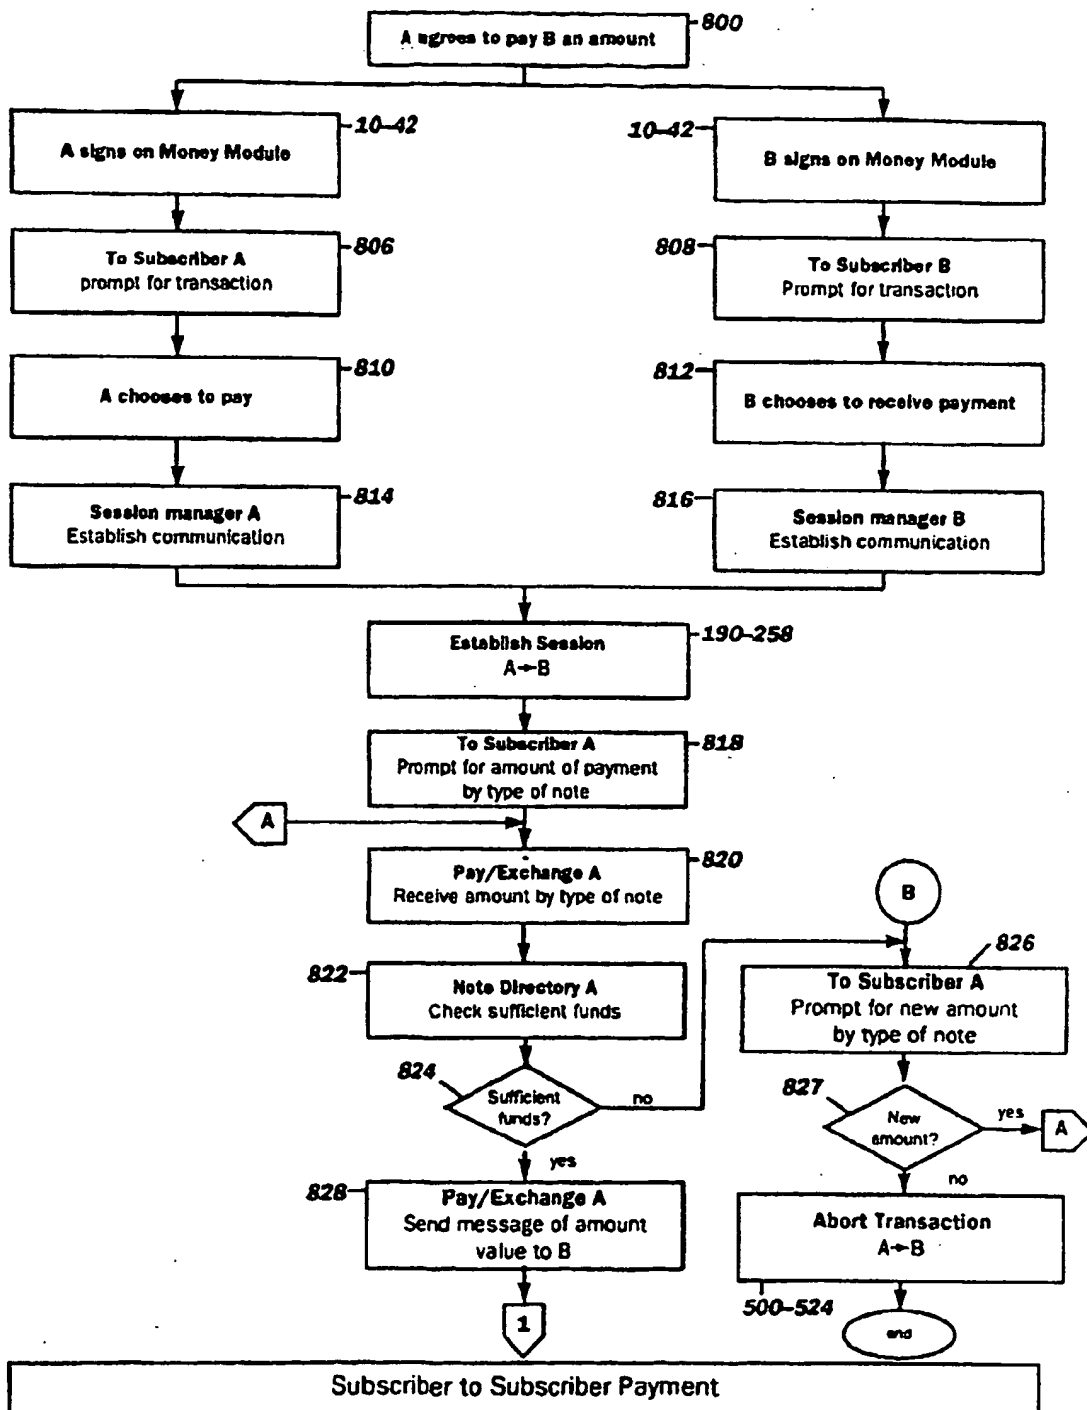 A agrees to pay B an amount
800
A signs on Money Module
10-42
10-42
B signs on Money Module
To Subscriber A
prompt for transaction
806
808
To Subscriber B
Prompt for transaction
A chooses to pay
810
812
B chooses to receive payment
Session manager A
Establish communication
814
816
Session manager B
Establish communication
Establish Session
A→B
190-258
To Subscriber A
Prompt for amount of payment
by type of note
818
A
Pay/Exchange A
Receive amount by type of note
820
B
822
Note Directory A
Check sufficient funds
826
To Subscriber A
Prompt for new amount
by type of note
824
Sufficient
funds?
no
yes
827
New
amount?
yes
A
no
828
Pay/Exchange A
Send message of amount
value to B
Abort Transaction
A→B
500-524
1
end
Subscriber to Subscriber Payment